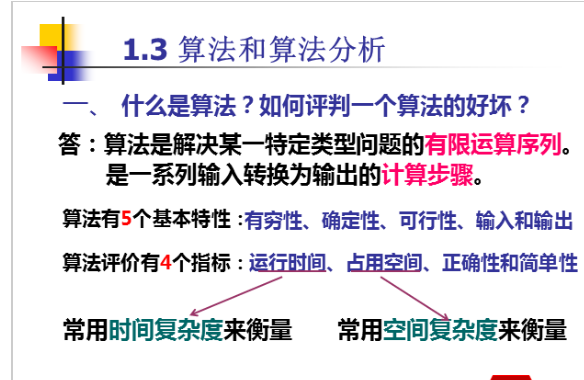 1.3 算法和算法分析
一、 什么是算法？如何评判一个算法的好坏？
答：算法是解决某一特定类型问题的有限运算序列。
是一系列输入转换为输出的计算步骤。
算法有5个基本特性：有穷性、确定性、可行性、输入和输出
算法评价有4个指标：运行时间、占用空间、正确性和简单性
常用时间复杂度来衡量 常用空间复杂度来衡量